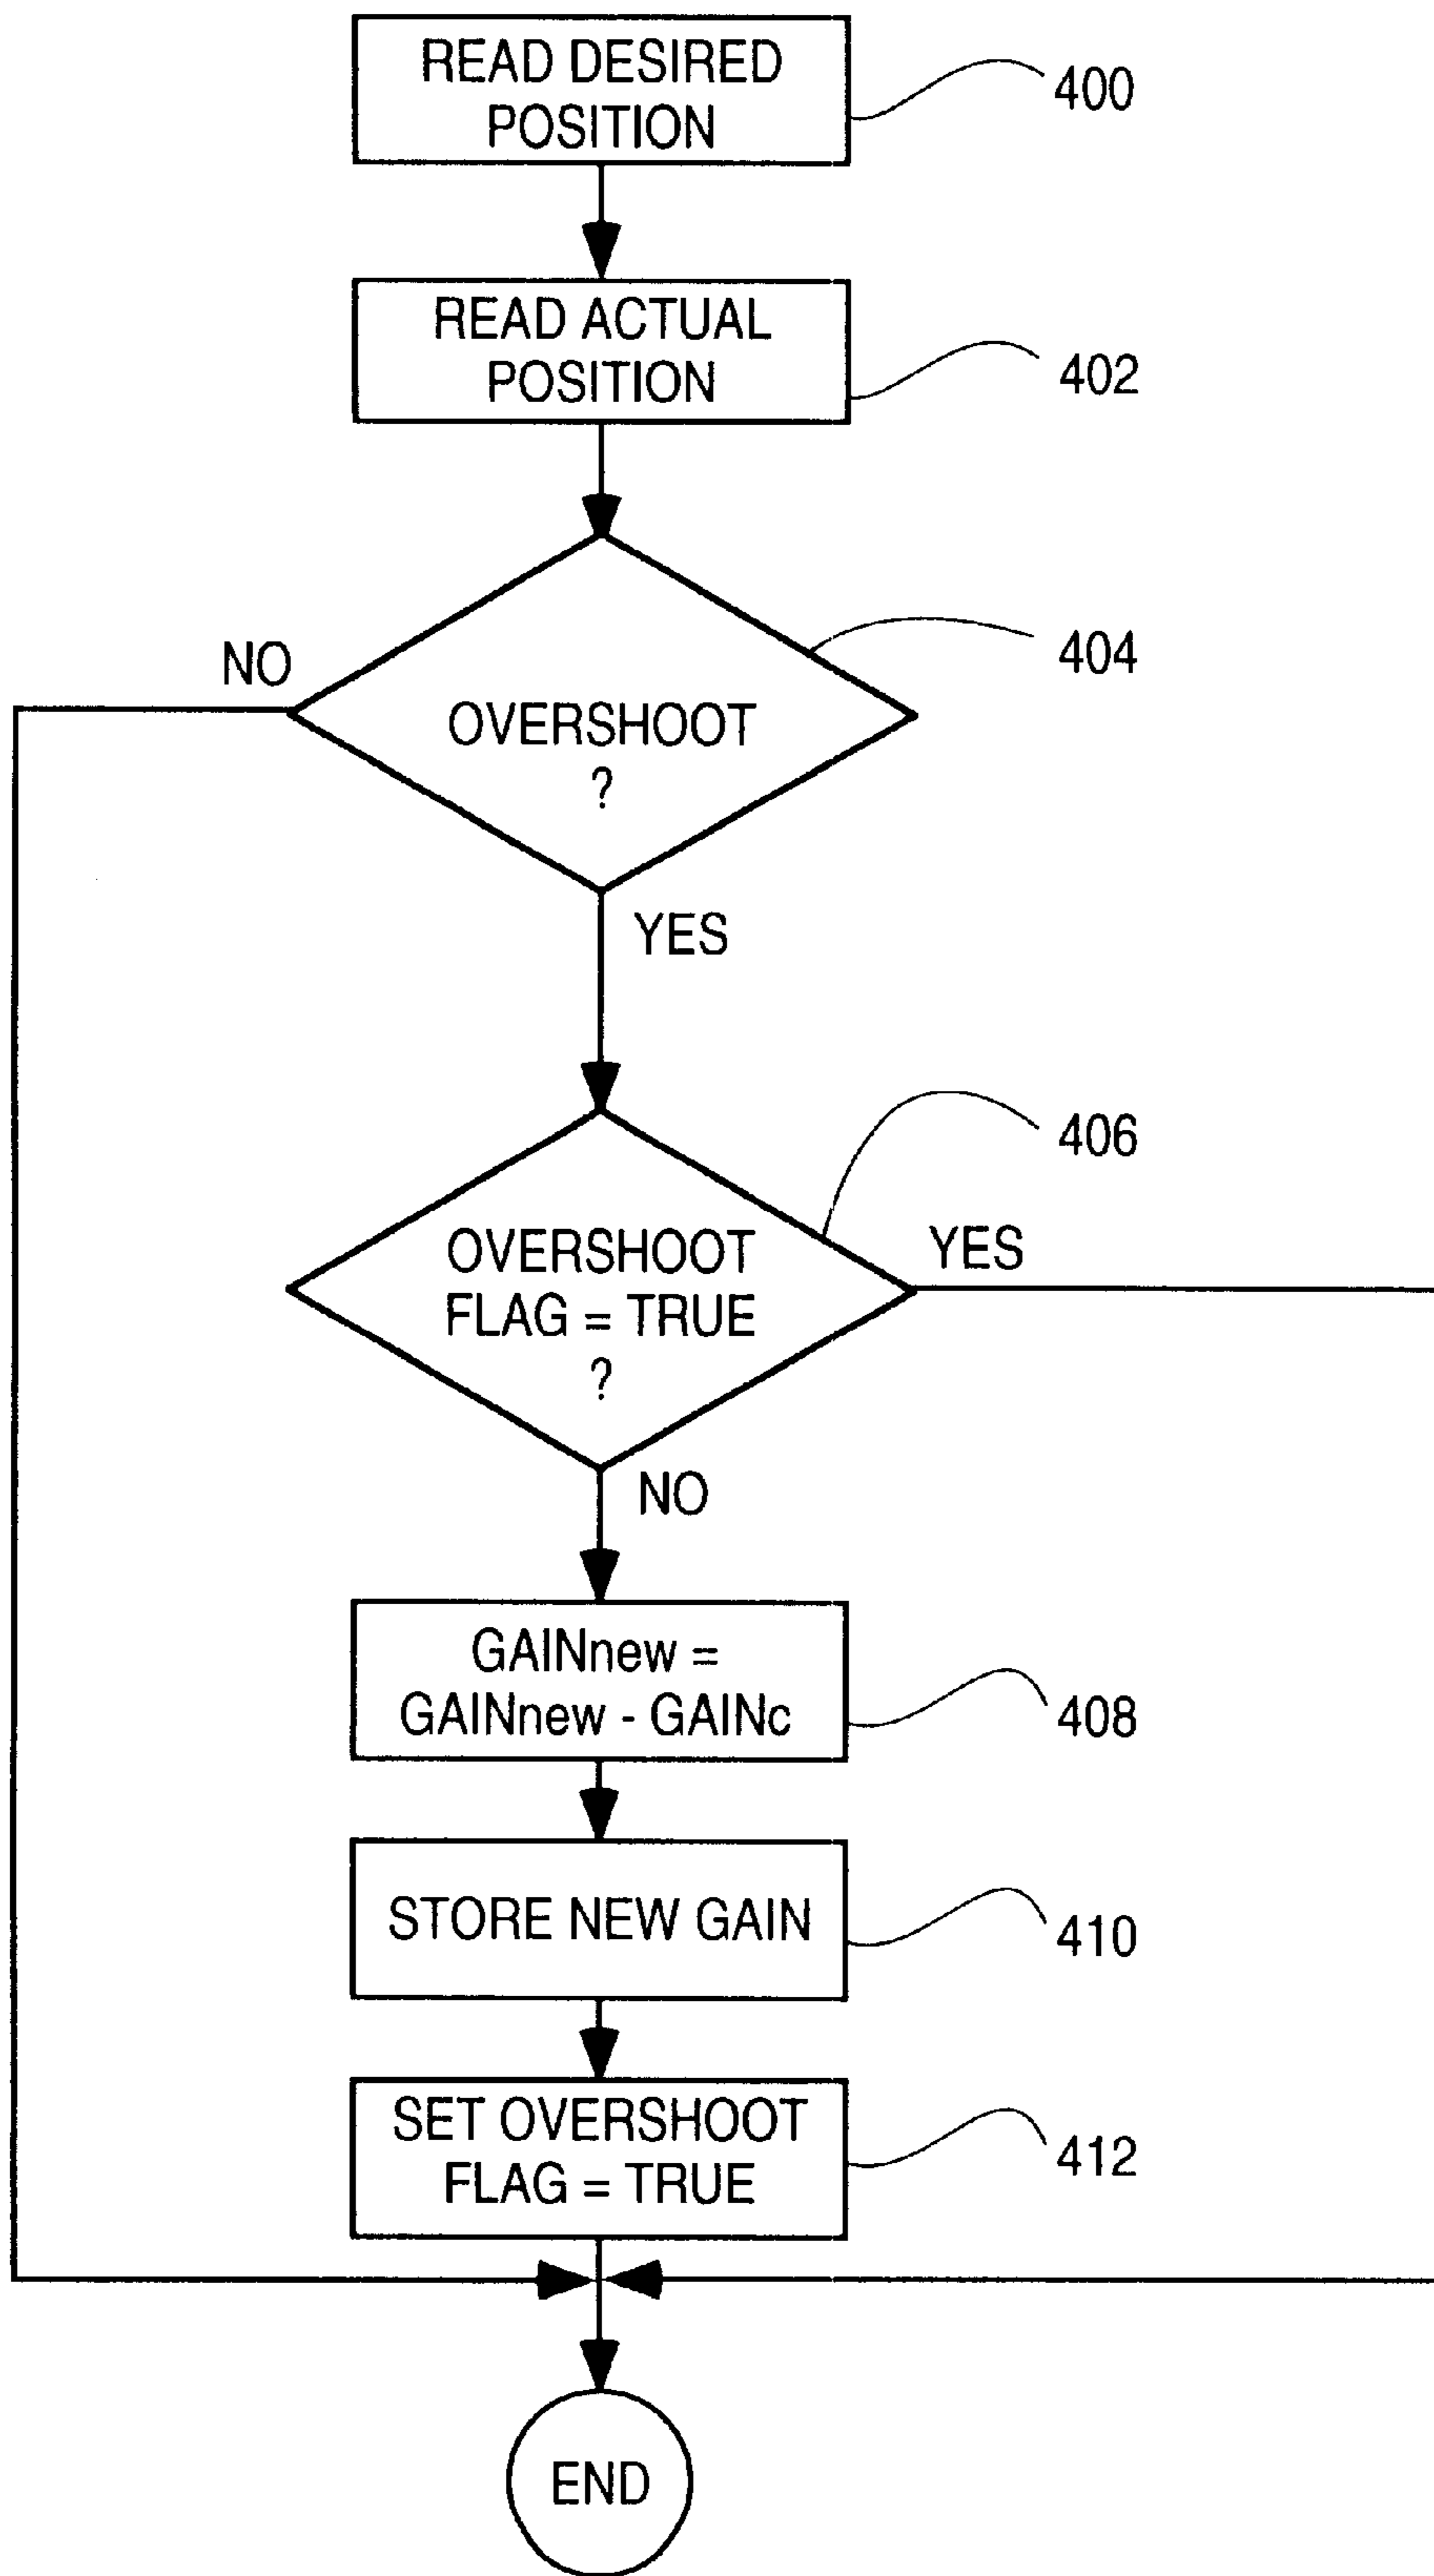 READ DESIRED
POSITION
400
READ ACTUAL
POSITION
402
404
NO
OVERSHOOT
?
YES
406
OVERSHOOT
FLAG = TRUE
?
YES
NO
GAINnew =
GAINnew - GAINc
408
STORE NEW GAIN
410
SET OVERSHOOT
FLAG = TRUE
412
END